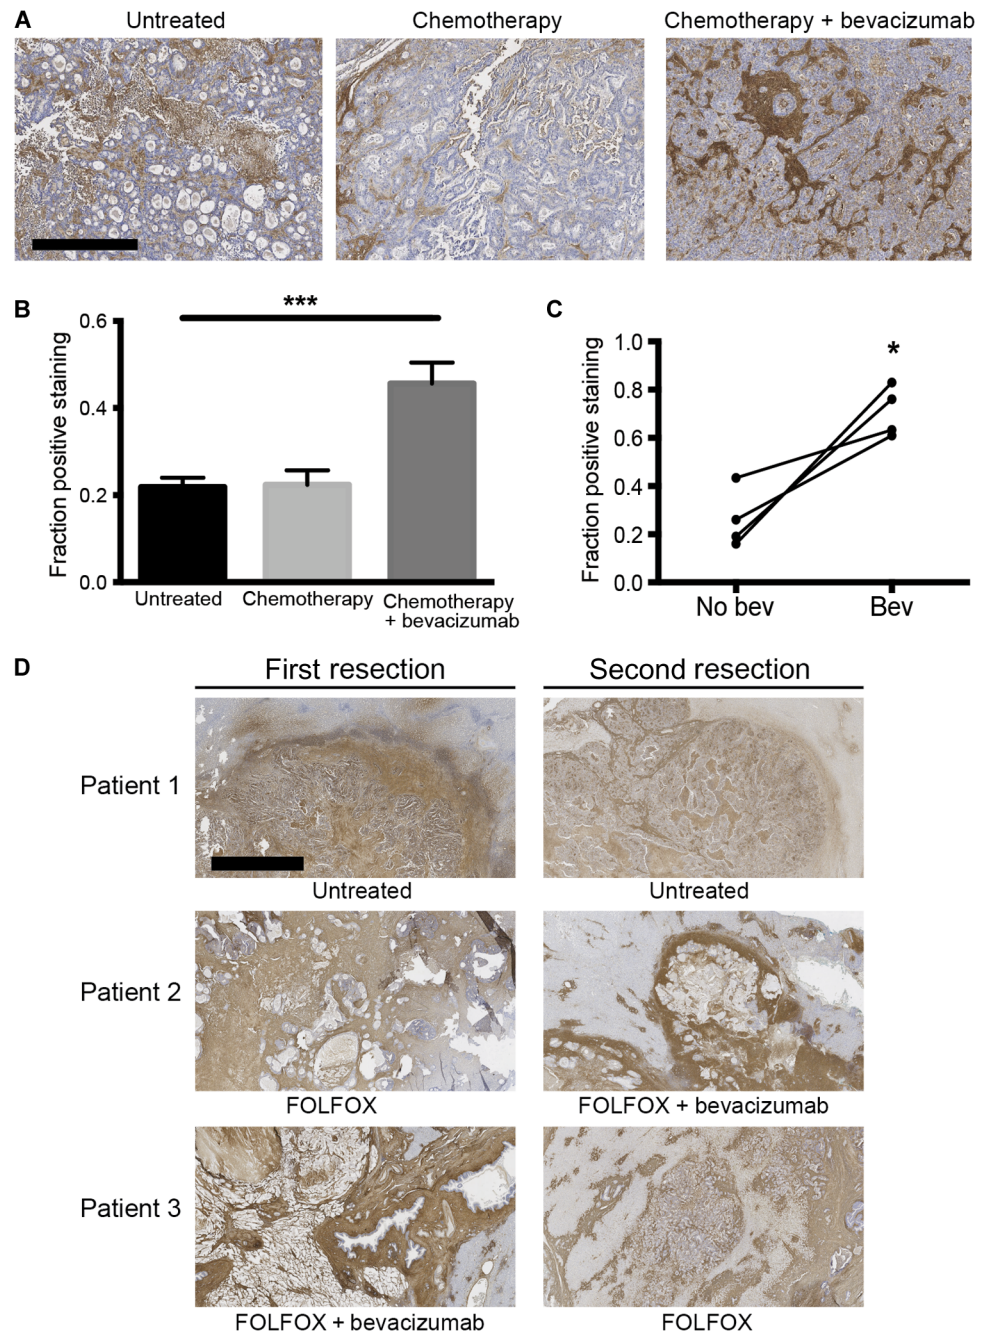 A
Untreated
Chemotherapy
Chemotherapy + bevacizumab
B
***
Fraction positive staining
0.6
0.4
0.2
0.0
Untreated
Chemotherapy
Chemotherapy
+ bevacizumab
C
*
Fraction positive staining
1.0
0.8
0.6
0.4
0.2
0.0
No bev
Bev
D
First resection
Second resection
Patient 1
Untreated
Untreated
Patient 2
FOLFOX
FOLFOX + bevacizumab
Patient 3
FOLFOX + bevacizumab
FOLFOX